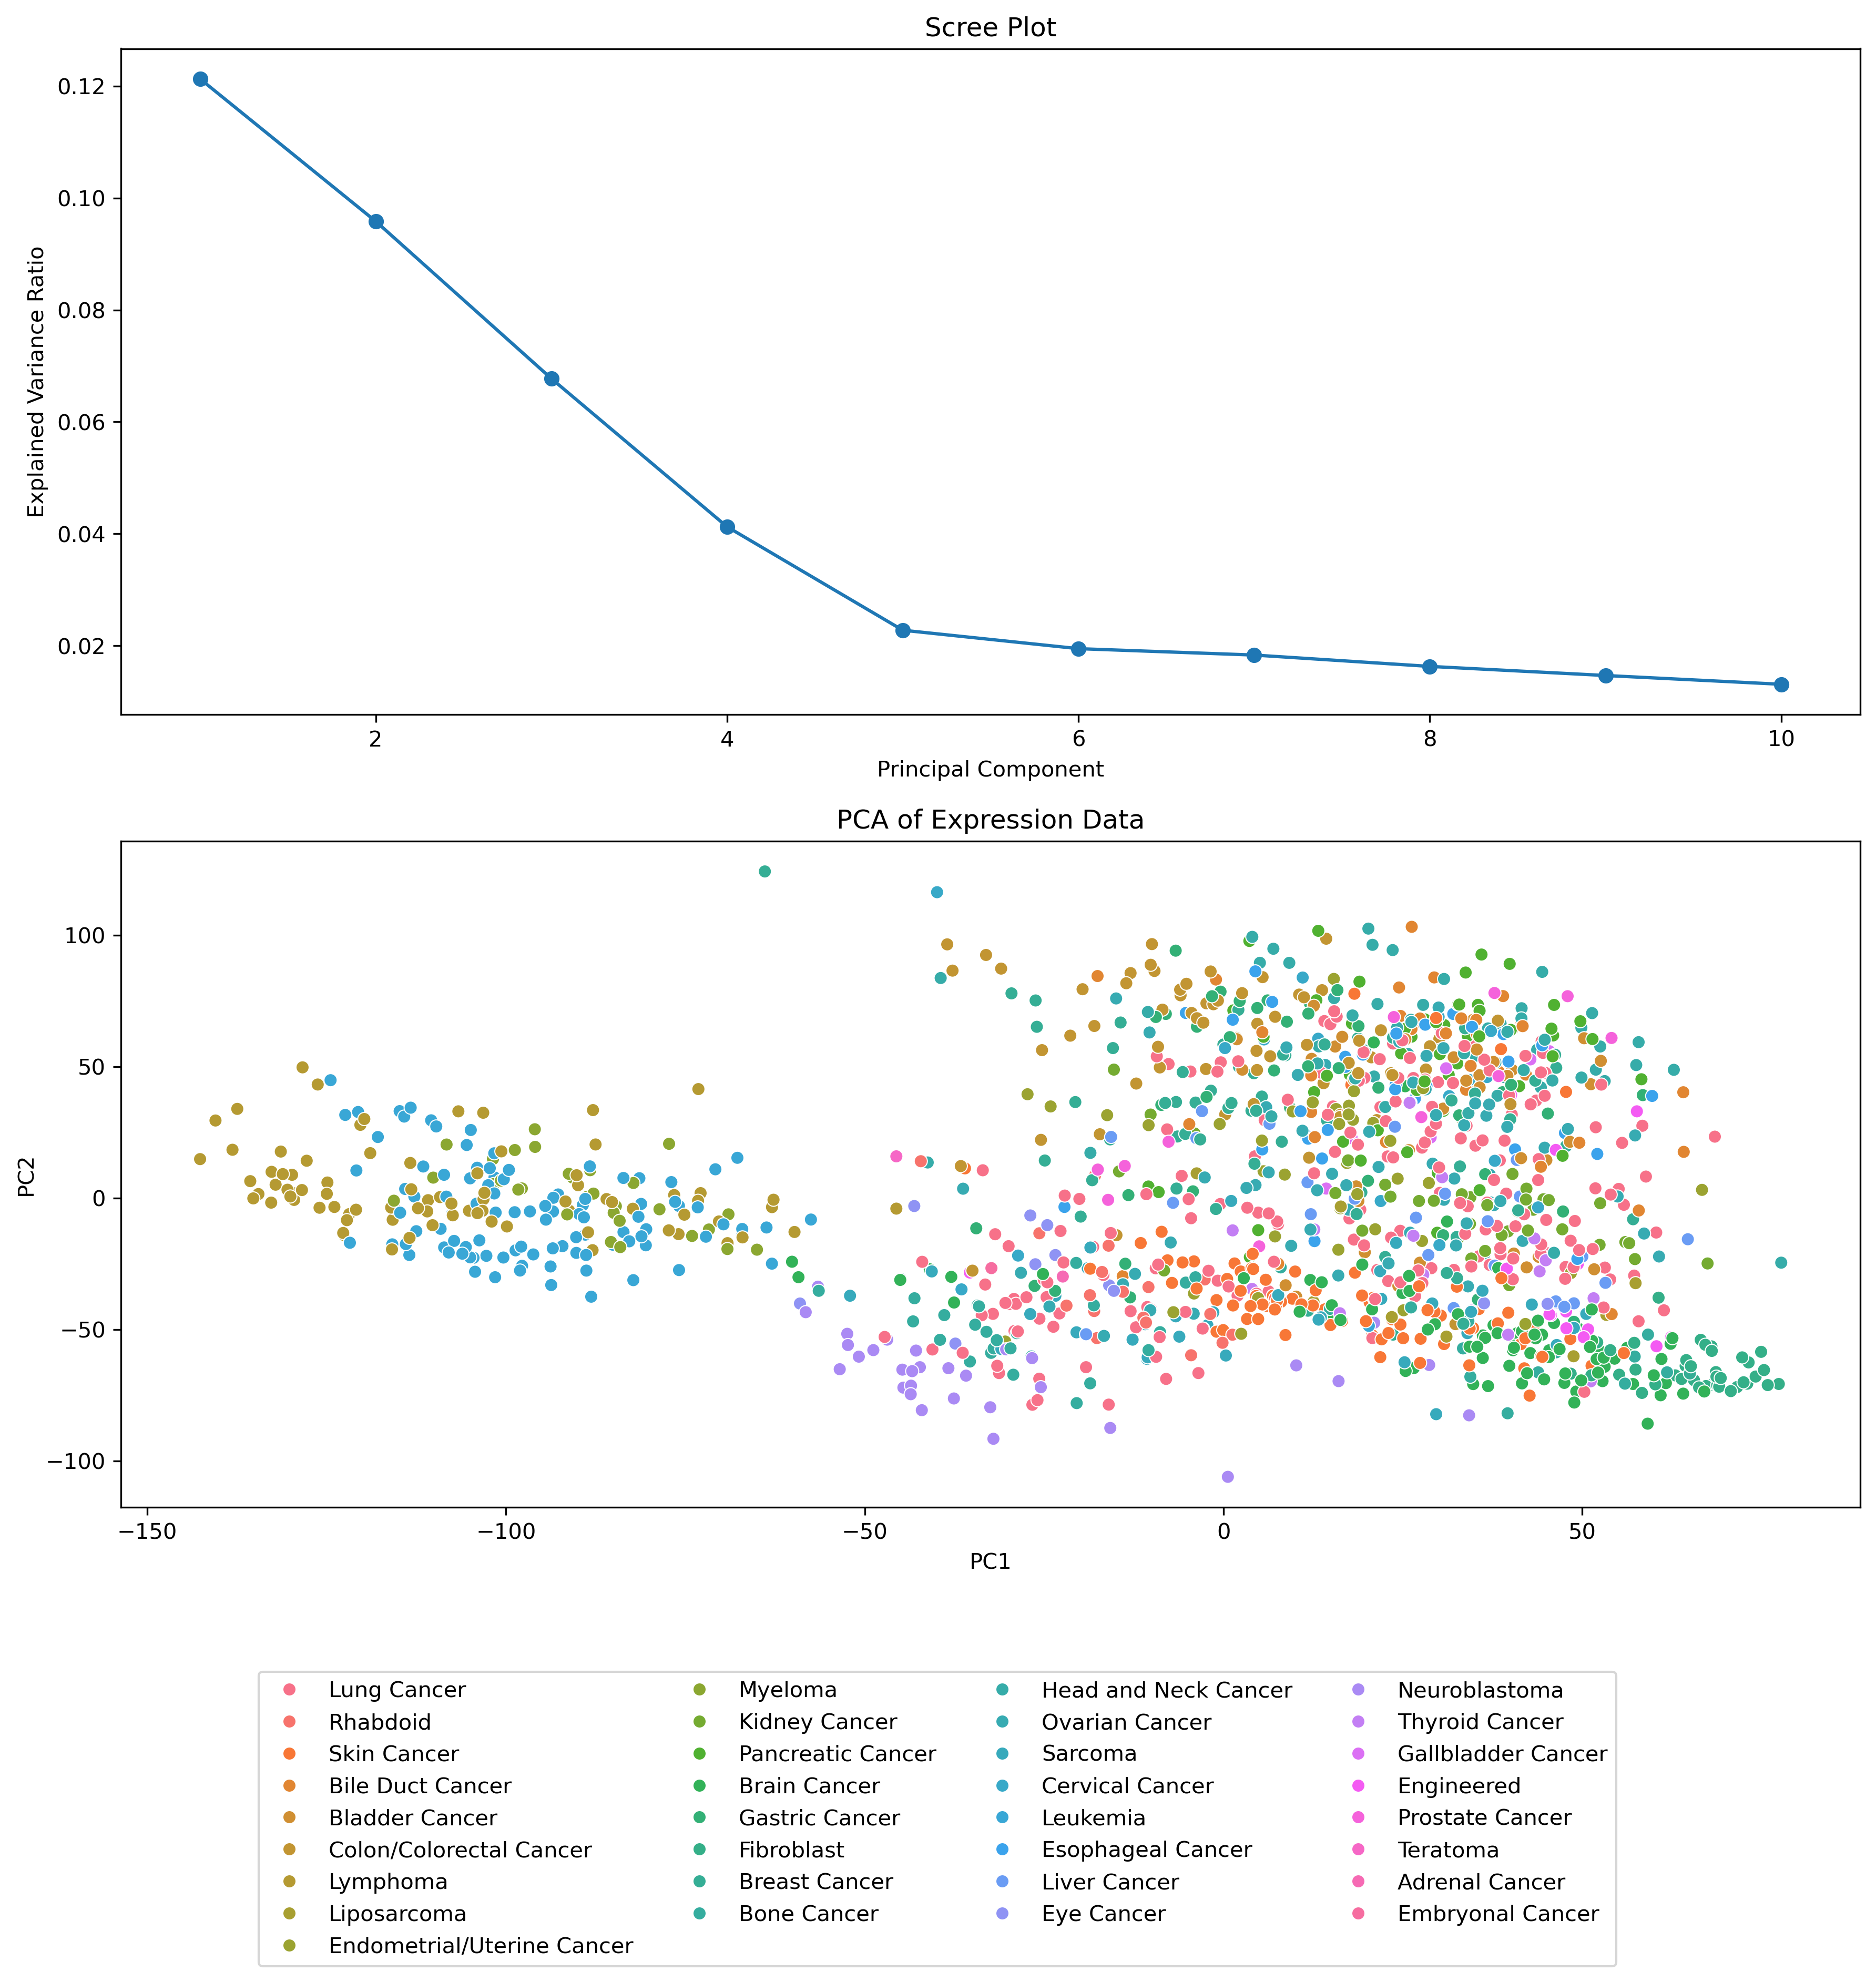 Scree Plot
0.12
0.10
0.08
0.06
0.04
0.02
Explained Variance Ratio
2 4 6 8 10
Principal Component
PCA of Expression Data
100
50
0
−50
−100
PC2
−150 −100 −50 0 50
PC1
Lung Cancer
Rhabdoid
Skin Cancer
Bile Duct Cancer
Bladder Cancer
Colon/Colorectal Cancer
Lymphoma
Liposarcoma
Endometrial/Uterine Cancer
Myeloma
Kidney Cancer
Pancreatic Cancer
Brain Cancer
Gastric Cancer
Fibroblast
Breast Cancer
Bone Cancer
Head and Neck Cancer
Ovarian Cancer
Sarcoma
Cervical Cancer
Leukemia
Esophageal Cancer
Liver Cancer
Eye Cancer
Neuroblastoma
Thyroid Cancer
Gallbladder Cancer
Engineered
Prostate Cancer
Teratoma
Adrenal Cancer
Embryonal Cancer